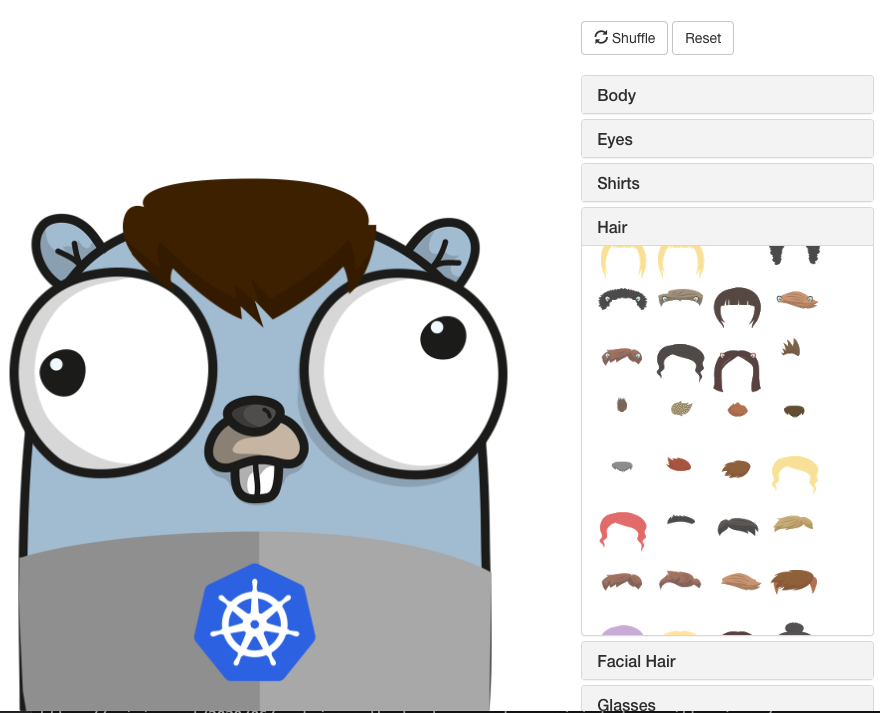 Shuffle
Reset
Body
Eyes
Shirts
Hair
Facial Hair
Glasses